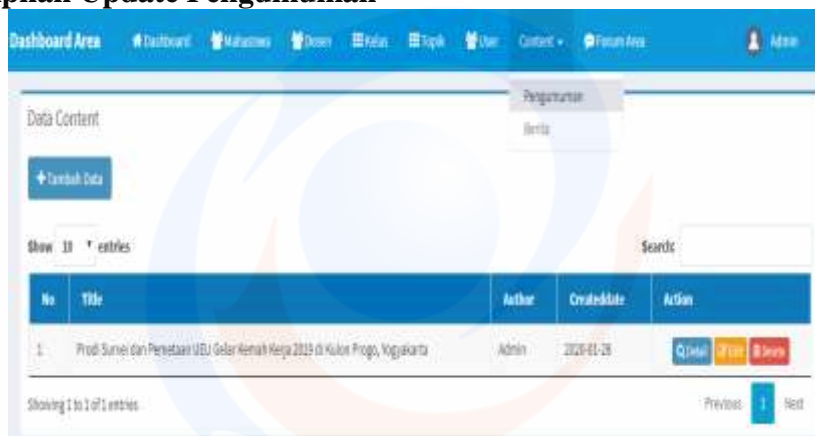 Update Pengumuman
Dashboard Area Dashboard Mahasiswa Dosen Kelas Topik User Content Forum Area Admin
Pengumuman
Data Content
Berita
+ Tambah Data
Show 10 entries Search:
No Title Author Createddate Action
1 Prodi Survei dan Pemetaan UEU Gelar Kemah Kerja 2019 di Kulon Progo, Yogyakarta Admin 2020-01-28 Detail Edit Delete
Showing 1 to 1 of 1 entries Previous 1 Next